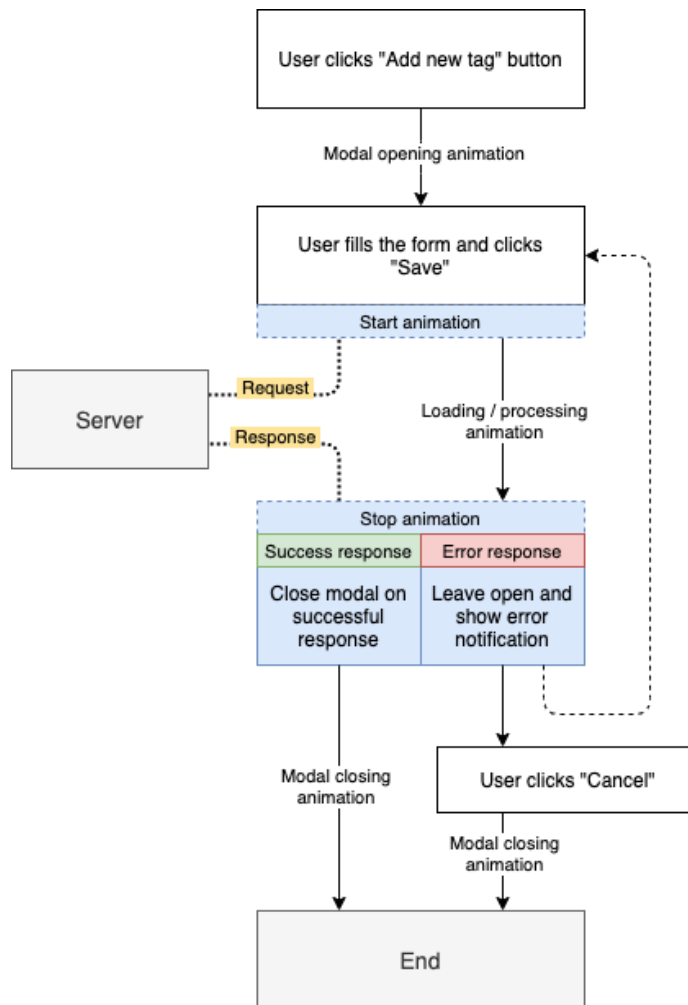 User clicks "Add new tag" button
Modal opening animation
User fills the form and clicks
"Save"
Start animation
Request
Server
Response
Loading / processing
animation
Stop animation
Success response
Error response
Close modal on
successful
response
Leave open and
show error
notification
User clicks "Cancel"
Modal closing
animation
Modal closing
animation
End